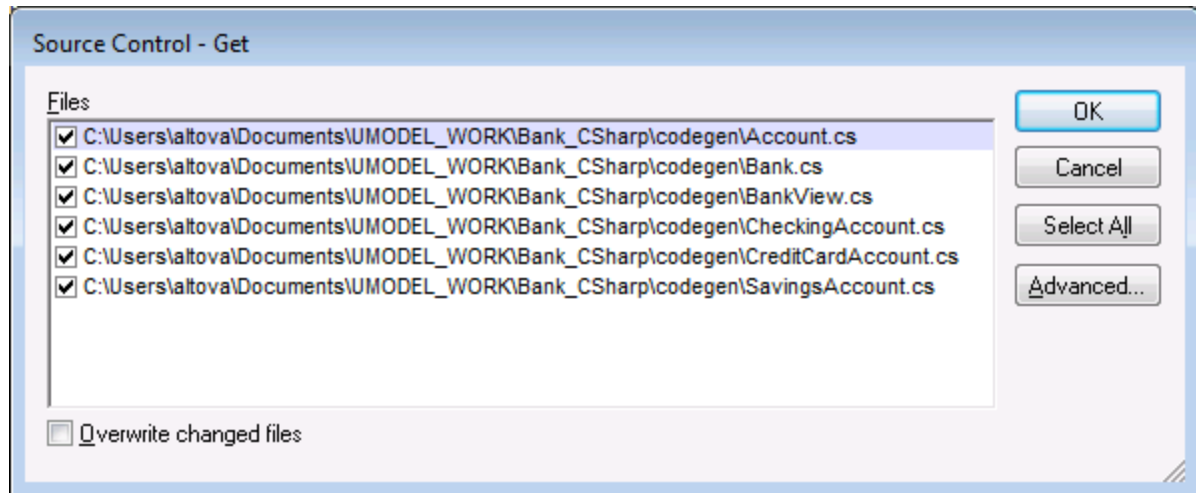 Source Control - Get
Files
C:\Users\altova\Documents\UMODEL_WORK\Bank_CSharp\codegen\Account.cs
C:\Users\altova\Documents\UMODEL_WORK\Bank_CSharp\codegen\Bank.cs
C:\Users\altova\Documents\UMODEL_WORK\Bank_CSharp\codegen\BankView.cs
C:\Users\altova\Documents\UMODEL_WORK\Bank_CSharp\codegen\CheckingAccount.cs
C:\Users\altova\Documents\UMODEL_WORK\Bank_CSharp\codegen\CreditCardAccount.cs
C:\Users\altova\Documents\UMODEL_WORK\Bank_CSharp\codegen\SavingsAccount.cs
Overwrite changed files
OK
Cancel
Select All
Advanced...